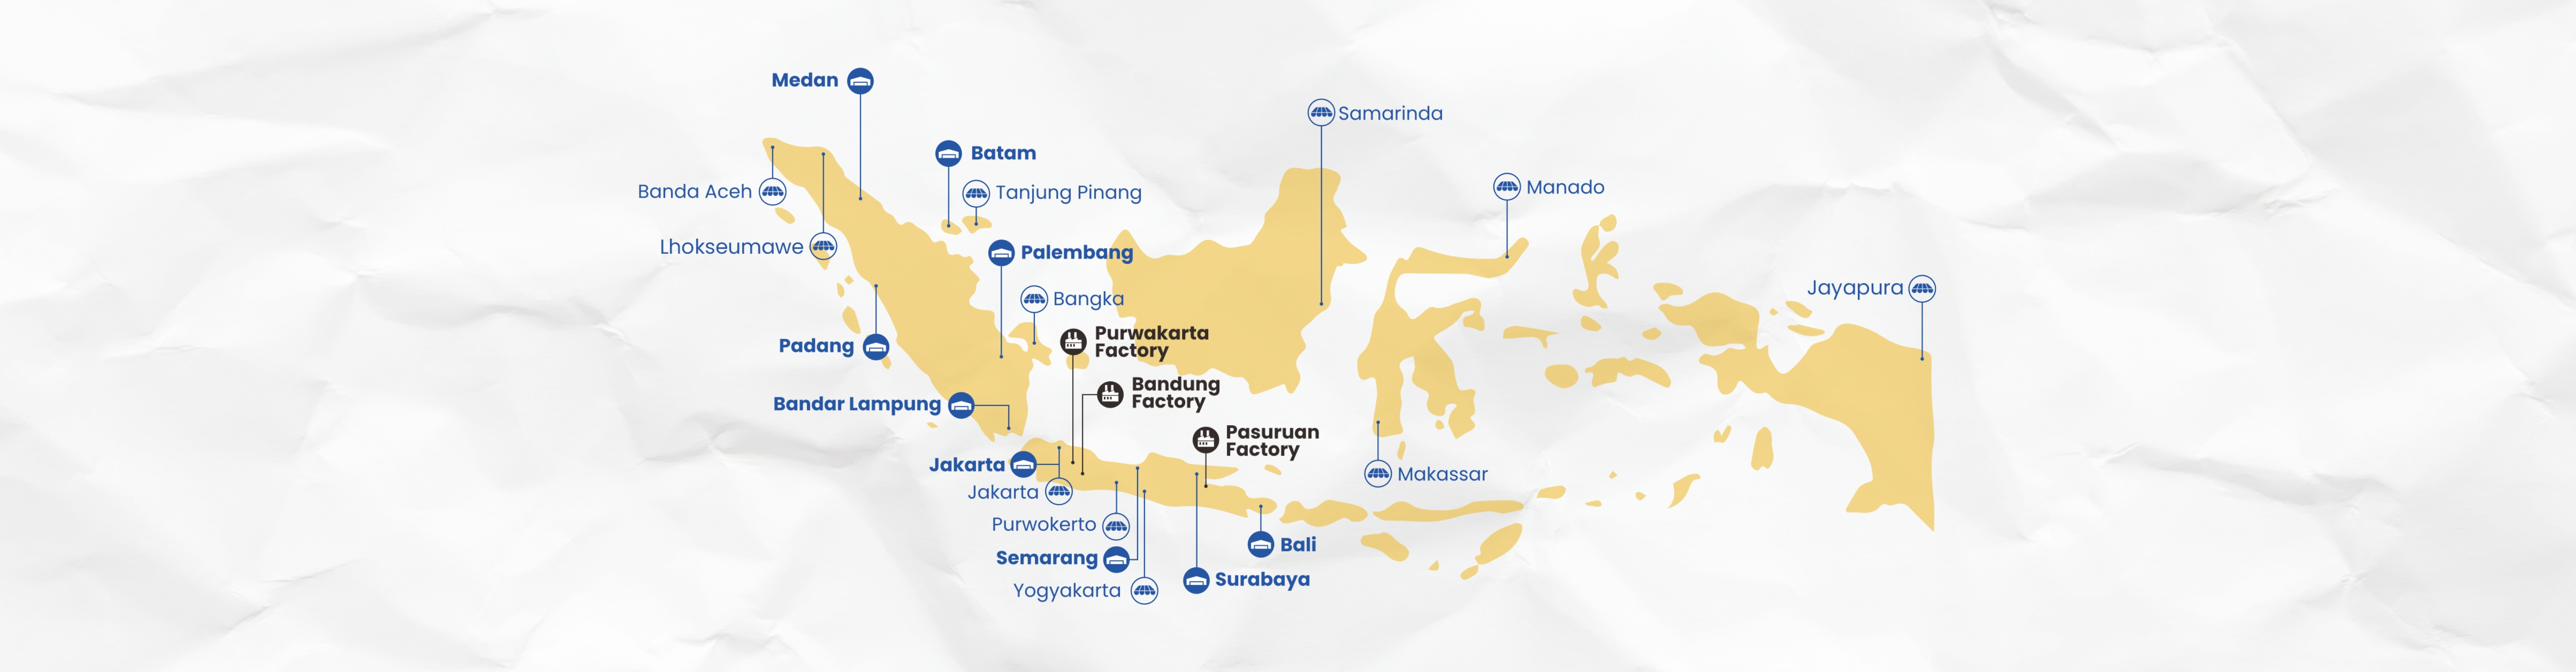 Medan
Samarinda
Batam
Manado
Banda Aceh
Tanjung Pinang
Lhokseumawe
Palembang
Jayapura
Bangka
Purwakarta
Factory
Padang
Bandung
Factory
Bandar Lampung
Pasuruan
Factory
Jakarta
Makassar
Jakarta
Purwokerto
Bali
Semarang
Surabaya
Yogyakarta